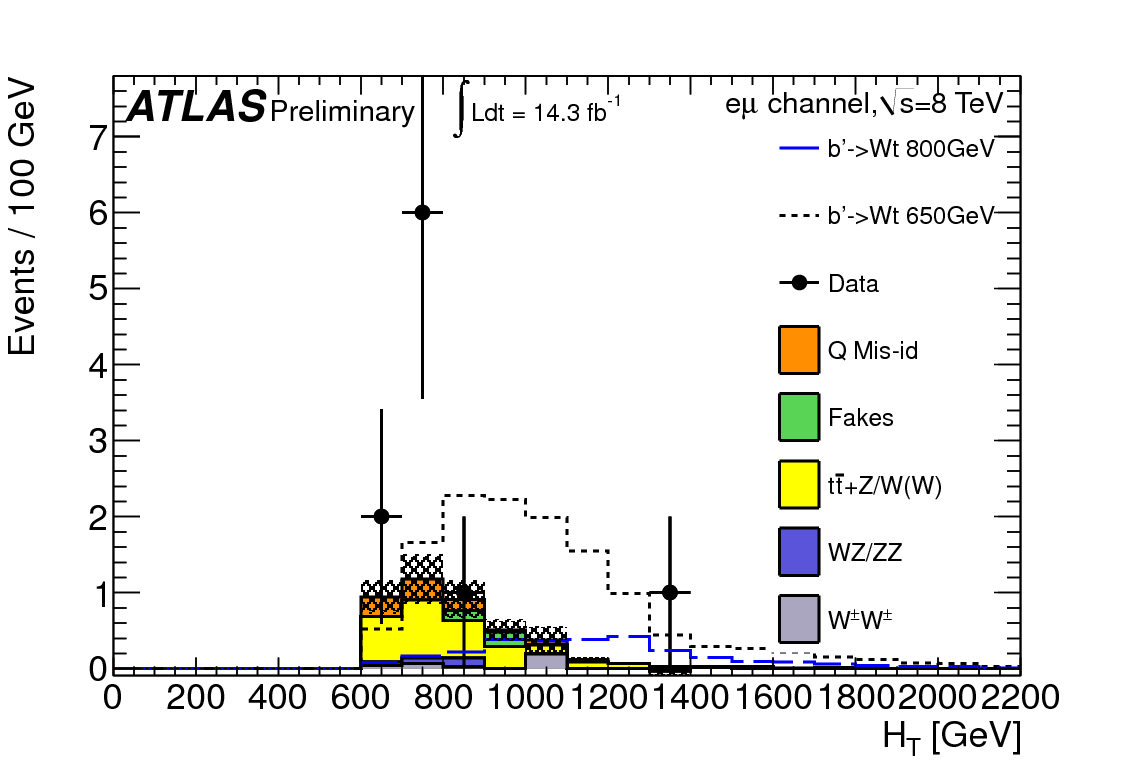 ATLAS Preliminary ∫ Ldt = 14.3 fb⁻¹ eμ channel,√s=8 TeV
Events / 100 GeV
b'->Wt 800GeV
b'->Wt 650GeV
Data
Q Mis-id
Fakes
tt̄+Z/W(W)
WZ/ZZ
W±W±
7
6
5
4
3
2
1
0
0 200 400 600 800 1000 1200 1400 1600 1800 2000 2200
H_T [GeV]